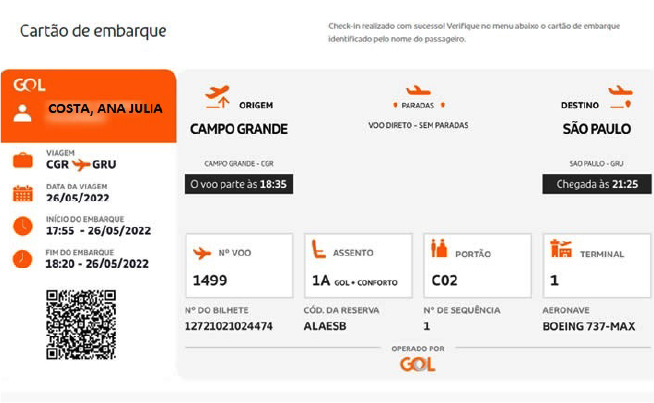 Cartão de embarque
Check-in realizado com sucesso! Verifique no menu abaixo o cartão de embarque
identificado pelo nome do passageiro.
GOL
COSTA, ANA JULIA
VIAGEM
CGR GRU
DATA DA VIAGEM
26/05/2022
INÍCIO DO EMBARQUE
17:55 - 26/05/2022
FIM DO EMBARQUE
18:20 - 26/05/2022
ORIGEM
CAMPO GRANDE
CAMPO GRANDE - CGR
O voo parte às 18:35
PARADAS
VOO DIRETO - SEM PARADAS
DESTINO
SÃO PAULO
SAO PAULO - GRU
Chegada às 21:25
Nº VOO
1499
ASSENTO
1A GOL + CONFORTO
PORTÃO
C02
TERMINAL
1
Nº DO BILHETE
12721021024474
CÓD. DA RESERVA
ALAESB
N° DE SEQUÊNCIA
1
AERONAVE
BOEING 737-MAX
OPERADO POR
GOL